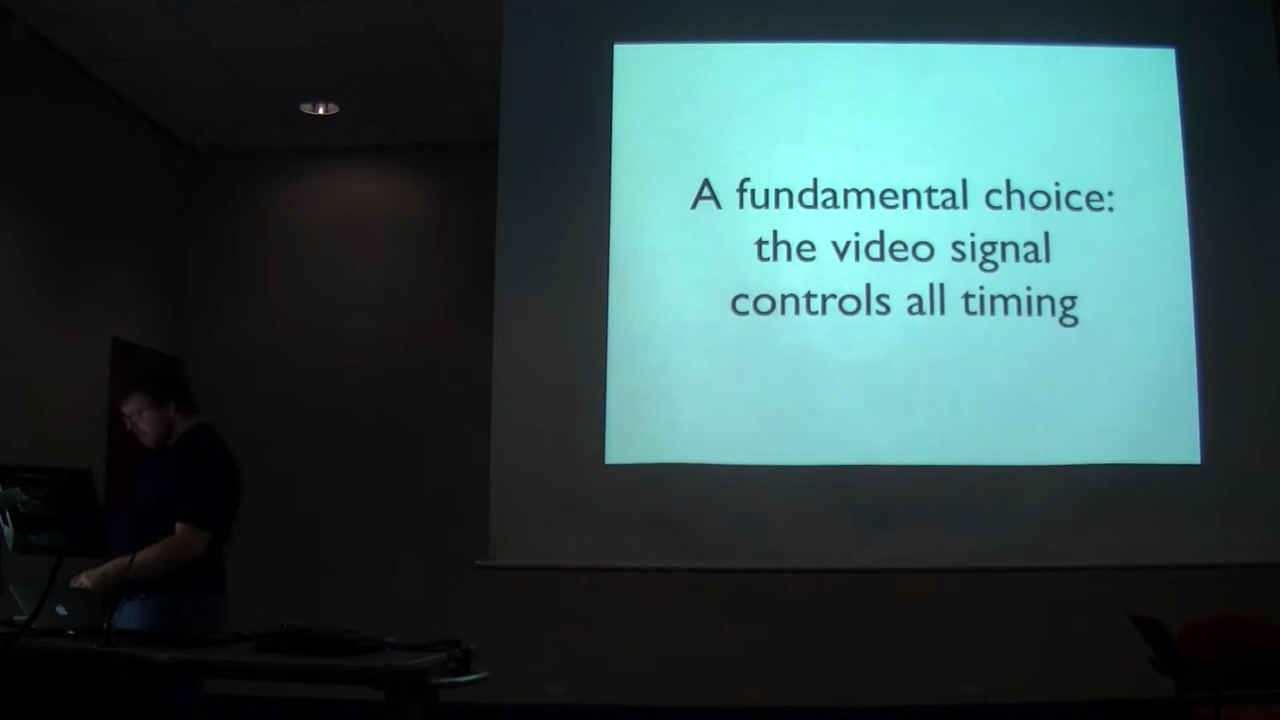 A fundamental choice:
the video signal
controls all timing